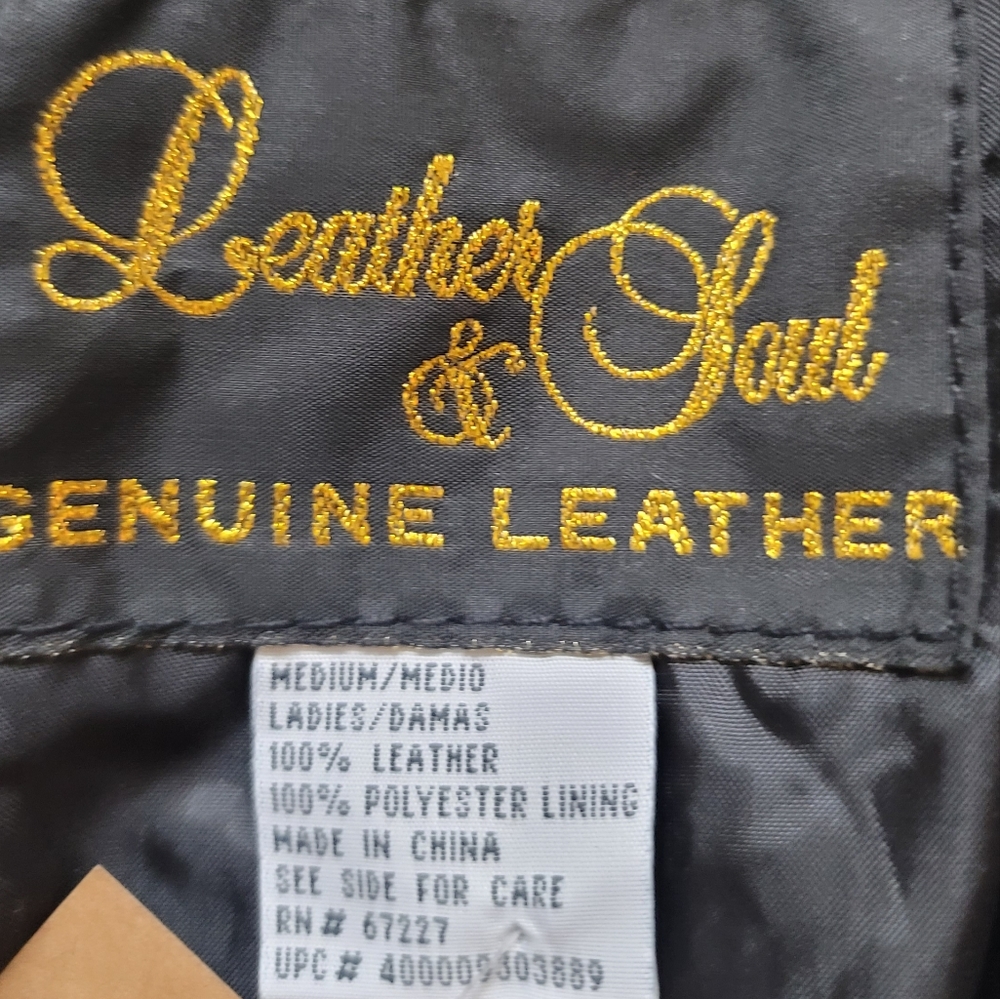 Leather
& Soul
GENUINE LEATHER
MEDIUM/MEDIO
LADIES/DAMAS
100% LEATHER
100% POLYESTER LINING
MADE IN CHINA
SEE SIDE FOR CARE
RN# 67227
UPC# 400009303889